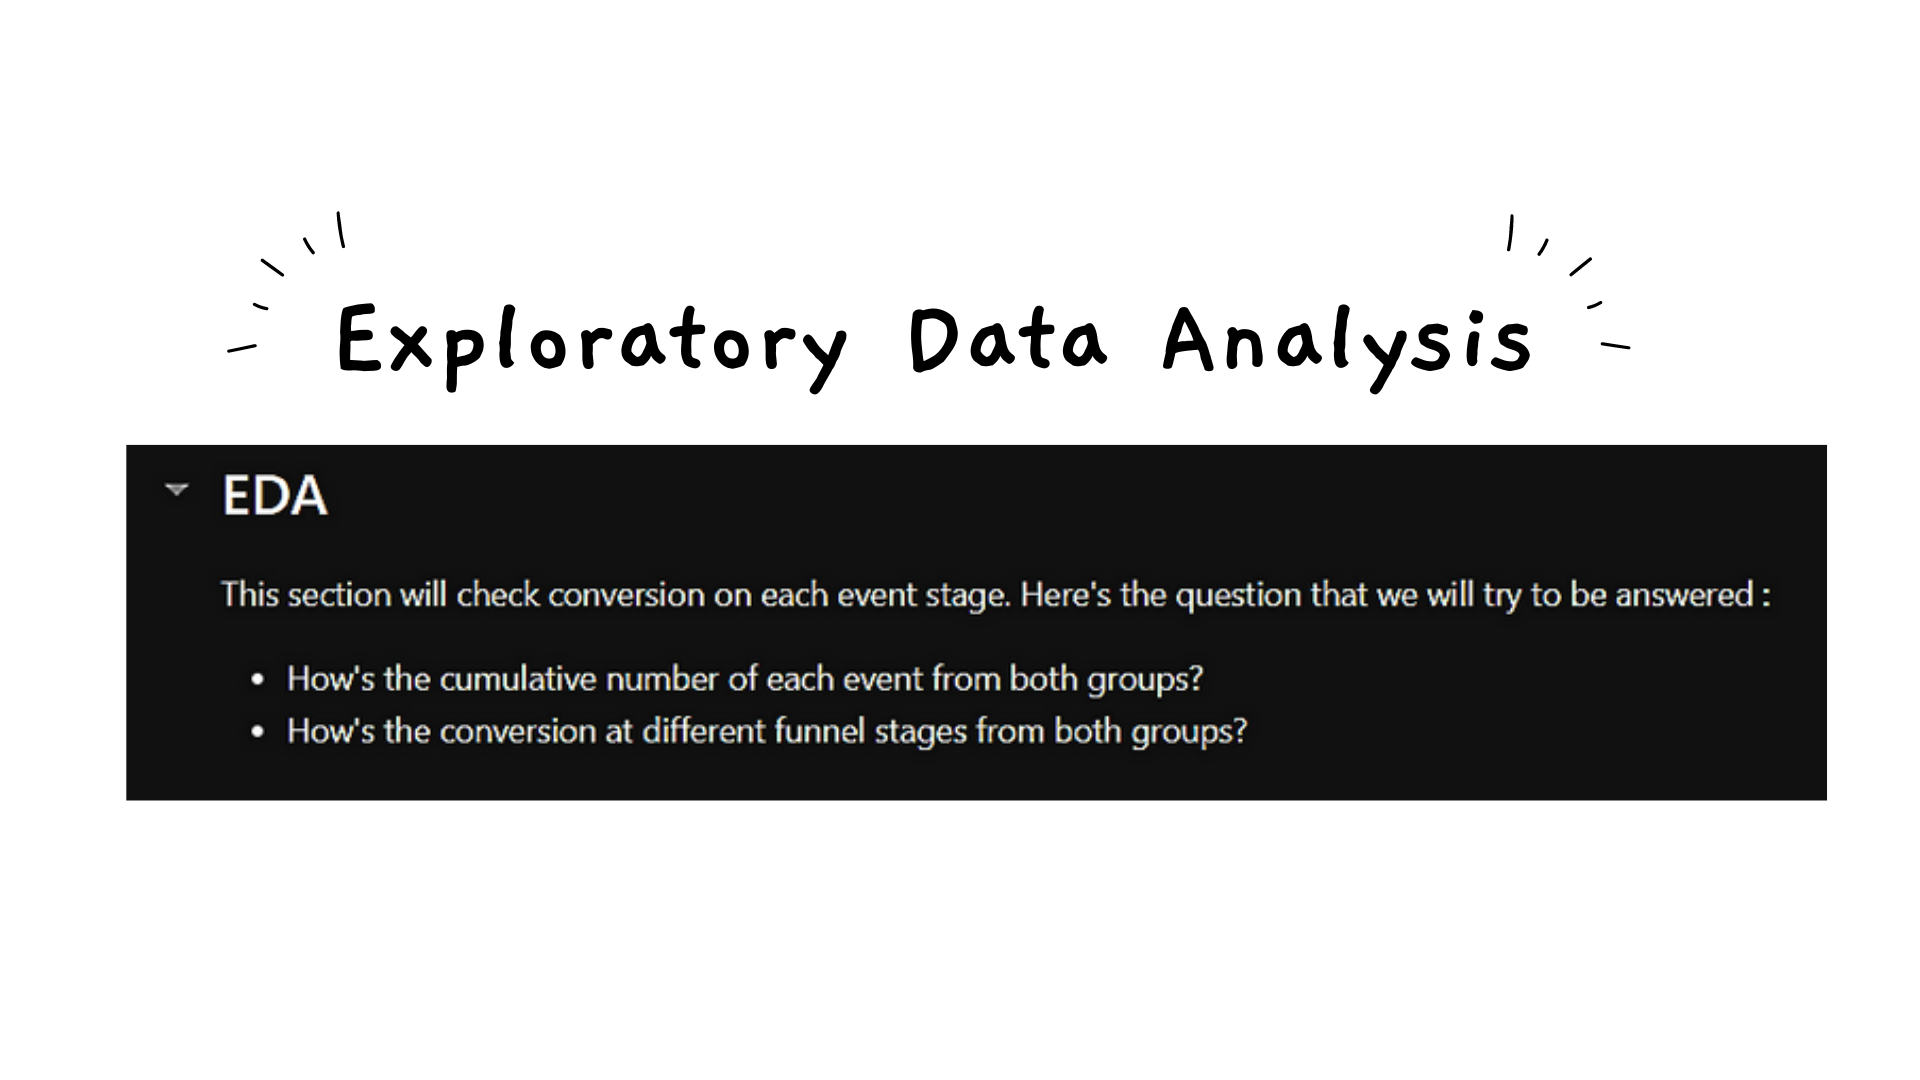 Exploratory Data Analysis
EDA
This section will check conversion on each event stage. Here's the question that we will try to be answered :
• How's the cumulative number of each event from both groups?
• How's the conversion at different funnel stages from both groups?